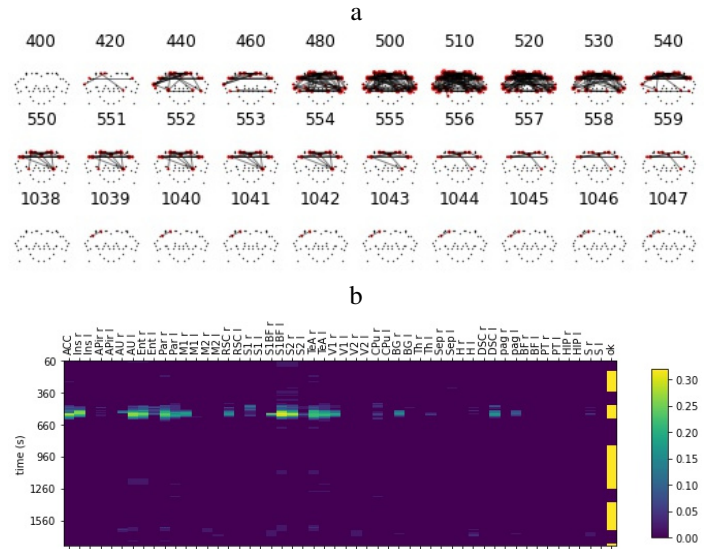 a
400 420 440 460 480 500 510 520 530 540
550 551 552 553 554 555 556 557 558 559
1038 1039 1040 1041 1042 1043 1044 1045 1046 1047
b
ACC Ins r Ins l APir r APir l AU r AU l Ent r Ent l Par r Par l M1 r M1 l M2 r M2 l RSC r RSC l S1 r S1 l S1BF r S1BF l S2 r S2 l TeA r TeA l V1 r V1 l V2 r V2 l CPu r CPu l BG r BG l Th r Th l Sep r Sep l H r H l DSC r DSC l pag r pag l BF r BF l PT r PT l HIP r HIP l S r S l ok
60
360
660
960
1260
1560
time (s)
0.30
0.25
0.20
0.15
0.10
0.05
0.00